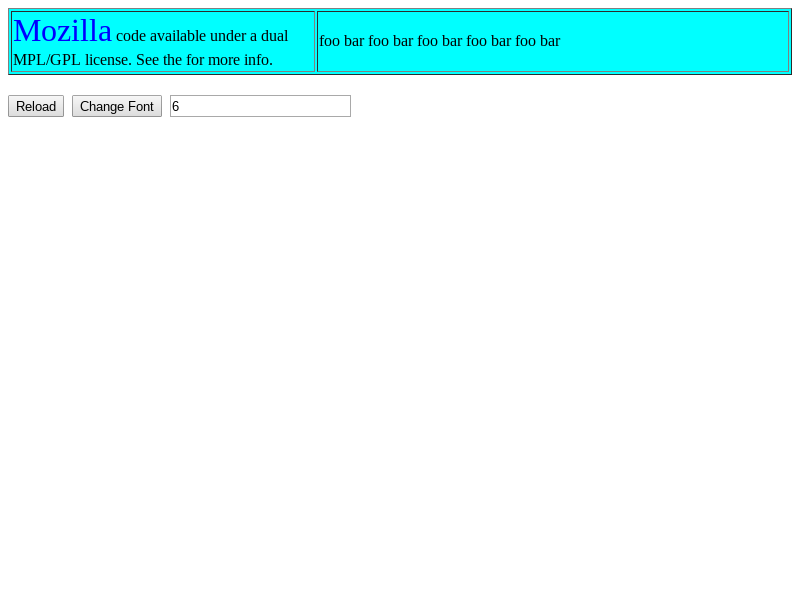 Mozilla code available under a dual
MPL/GPL license. See the for more info.
foo bar foo bar foo bar foo bar foo bar
Reload Change Font 6